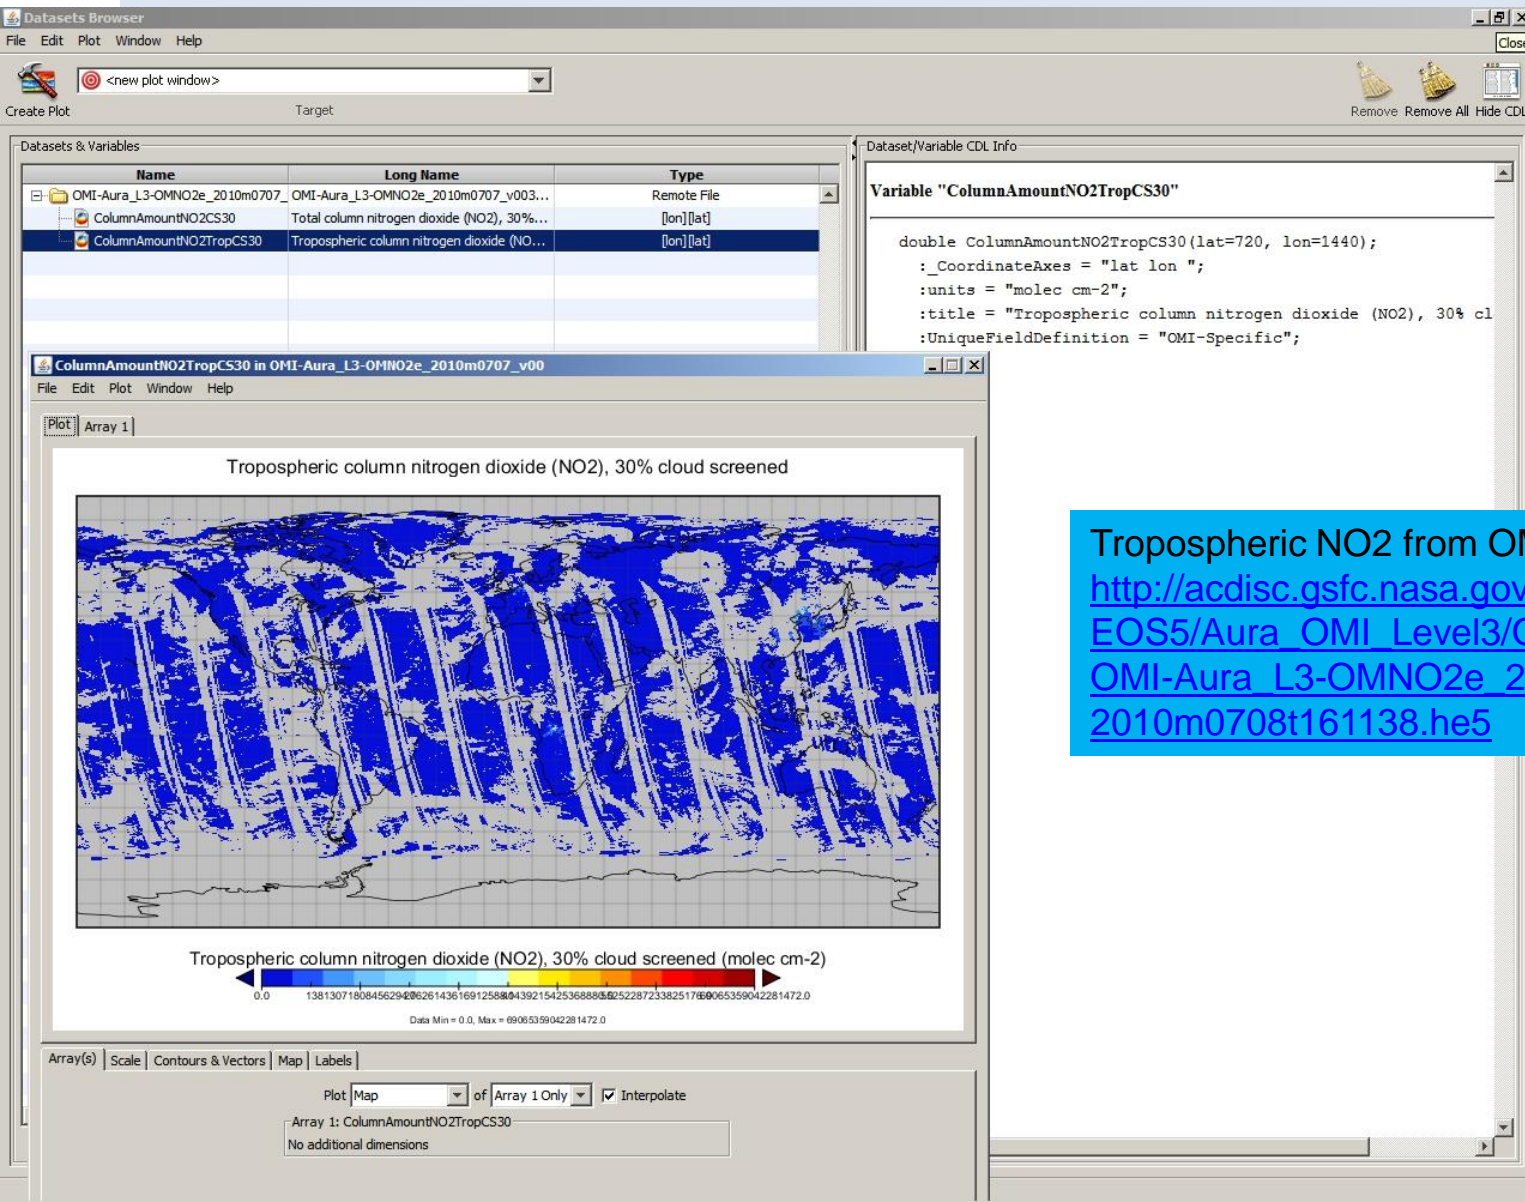 Datasets Browser
File Edit Plot Window Help
Close
<new plot window>
Create Plot
Target
Remove Remove All Hide CDL
Datasets & Variables
Name Long Name Type
OMI-Aura_L3-OMNO2e_2010m0707_ OMI-Aura_L3-OMNO2e_2010m0707_v003... Remote File
ColumnAmountNO2CS30 Total column nitrogen dioxide (NO2), 30%... [lon][lat]
ColumnAmountNO2TropCS30 Tropospheric column nitrogen dioxide (NO... [lon][lat]
Dataset/Variable CDL Info
Variable "ColumnAmountNO2TropCS30"
double ColumnAmountNO2TropCS30(lat=720, lon=1440);
:_CoordinateAxes = "lat lon ";
:units = "molec cm-2";
:title = "Tropospheric column nitrogen dioxide (NO2), 30% cl
:UniqueFieldDefinition = "OMI-Specific";
ColumnAmountNO2TropCS30 in OMI-Aura_L3-OMNO2e_2010m0707_v00
File Edit Plot Window Help
Plot Array 1
Tropospheric column nitrogen dioxide (NO2), 30% cloud screened
Tropospheric column nitrogen dioxide (NO2), 30% cloud screened (molec cm-2)
0.0
Data Min = 0.0, Max = 69065359042281472.0
Array(s) Scale Contours & Vectors Map Labels
Plot Map of Array 1 Only Interpolate
Array 1: ColumnAmountNO2TropCS30
No additional dimensions
Tropospheric NO2 from OM
http://acdisc.gsfc.nasa.gov
EOS5/Aura_OMI_Level3/O
OMI-Aura_L3-OMNO2e_2
2010m0708t161138.he5